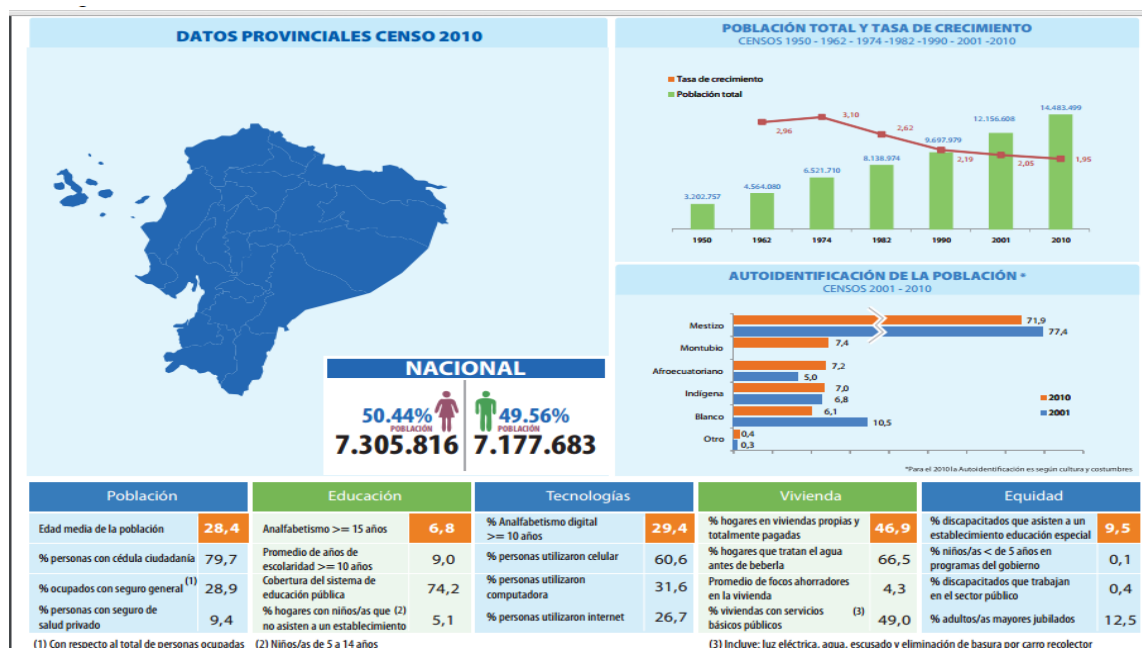 DATOS PROVINCIALES CENSO 2010
NACIONAL
50.44%
POBLACIÓN
7.305.816
49.56%
POBLACIÓN
7.177.683
POBLACIÓN TOTAL Y TASA DE CRECIMIENTO
CENSOS 1950 - 1962 - 1974 -1982 -1990 - 2001 -2010
Tasa de crecimiento
Población total
3.202.757
4.564.080
6.521.710
8.138.974
9.697.979
12.156.608
14.483.499
2,96
3,10
2,62
2,19
2,05
1,95
1950
1962
1974
1982
1990
2001
2010
AUTOIDENTIFICACIÓN DE LA POBLACIÓN *
CENSOS 2001 - 2010
Mestizo
71,9
77,4
Montubio
7,4
Afroecuatoriano
7,2
5,0
Indígena
7,0
6,8
Blanco
6,1
10,5
Otro
0,4
0,3
2010
2001
*Para el 2010 la Autoidentificación es según cultura y costumbres
Población
Edad media de la población 28,4
% personas con cédula ciudadanía 79,7
% ocupados con seguro general (1) 28,9
% personas con seguro de
salud privado 9,4
Educación
Analfabetismo >= 15 años 6,8
Promedio de años de
escolaridad >= 10 años 9,0
Cobertura del sistema de
educación pública 74,2
% hogares con niños/as que (2)
no asisten a un establecimiento 5,1
Tecnologías
% Analfabetismo digital
>= 10 años 29,4
% personas utilizaron celular 60,6
% personas utilizaron
computadora 31,6
% personas utilizaron internet 26,7
Vivienda
% hogares en viviendas propias y
totalmente pagadas 46,9
% hogares que tratan el agua
antes de beberla 66,5
Promedio de focos ahorradores
en la vivienda 4,3
% viviendas con servicios (3)
básicos públicos 49,0
Equidad
% discapacitados que asisten a un
establecimiento educación especial 9,5
% niños/as < de 5 años en
programas del gobierno 0,1
% discapacitados que trabajan
en el sector público 0,4
% adultos/as mayores jubilados 12,5
(1) Con respecto al total de personas ocupadas (2) Niños/as de 5 a 14 años
(3) Incluye: luz eléctrica, agua, escusado y eliminación de basura por carro recolector